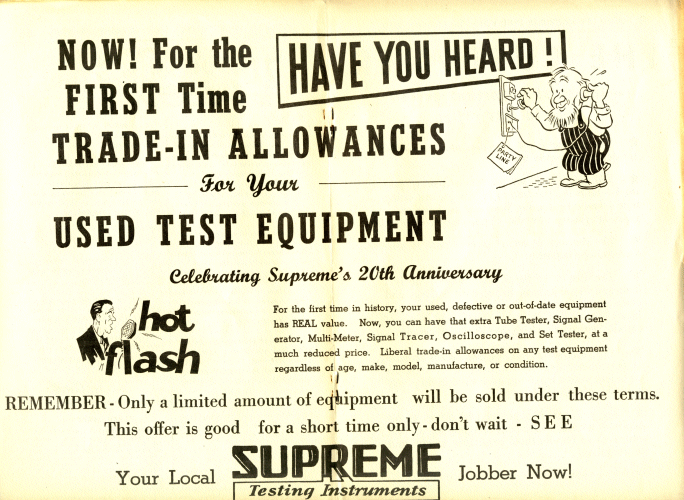 NOW! For the
FIRST Time
HAVE YOU HEARD!
TRADE-IN ALLOWANCES
PARTY
LINE
For Your
USED TEST EQUIPMENT
Celebrating Supreme's 20th Anniversary
hot
flash
For the first time in history, your used, defective or out-of-date equipment
has REAL value. Now, you can have that extra Tube Tester, Signal Gen-
erator, Multi-Meter, Signal Tracer, Oscilloscope, and Set Tester, at a
much reduced price. Liberal trade-in allowances on any test equipment
regardless of age, make, model, manufacture, or condition.
REMEMBER - Only a limited amount of equipment will be sold under these terms.
This offer is good for a short time only - don't wait - SEE
Your Local SUPREME Jobber Now!
Testing Instruments